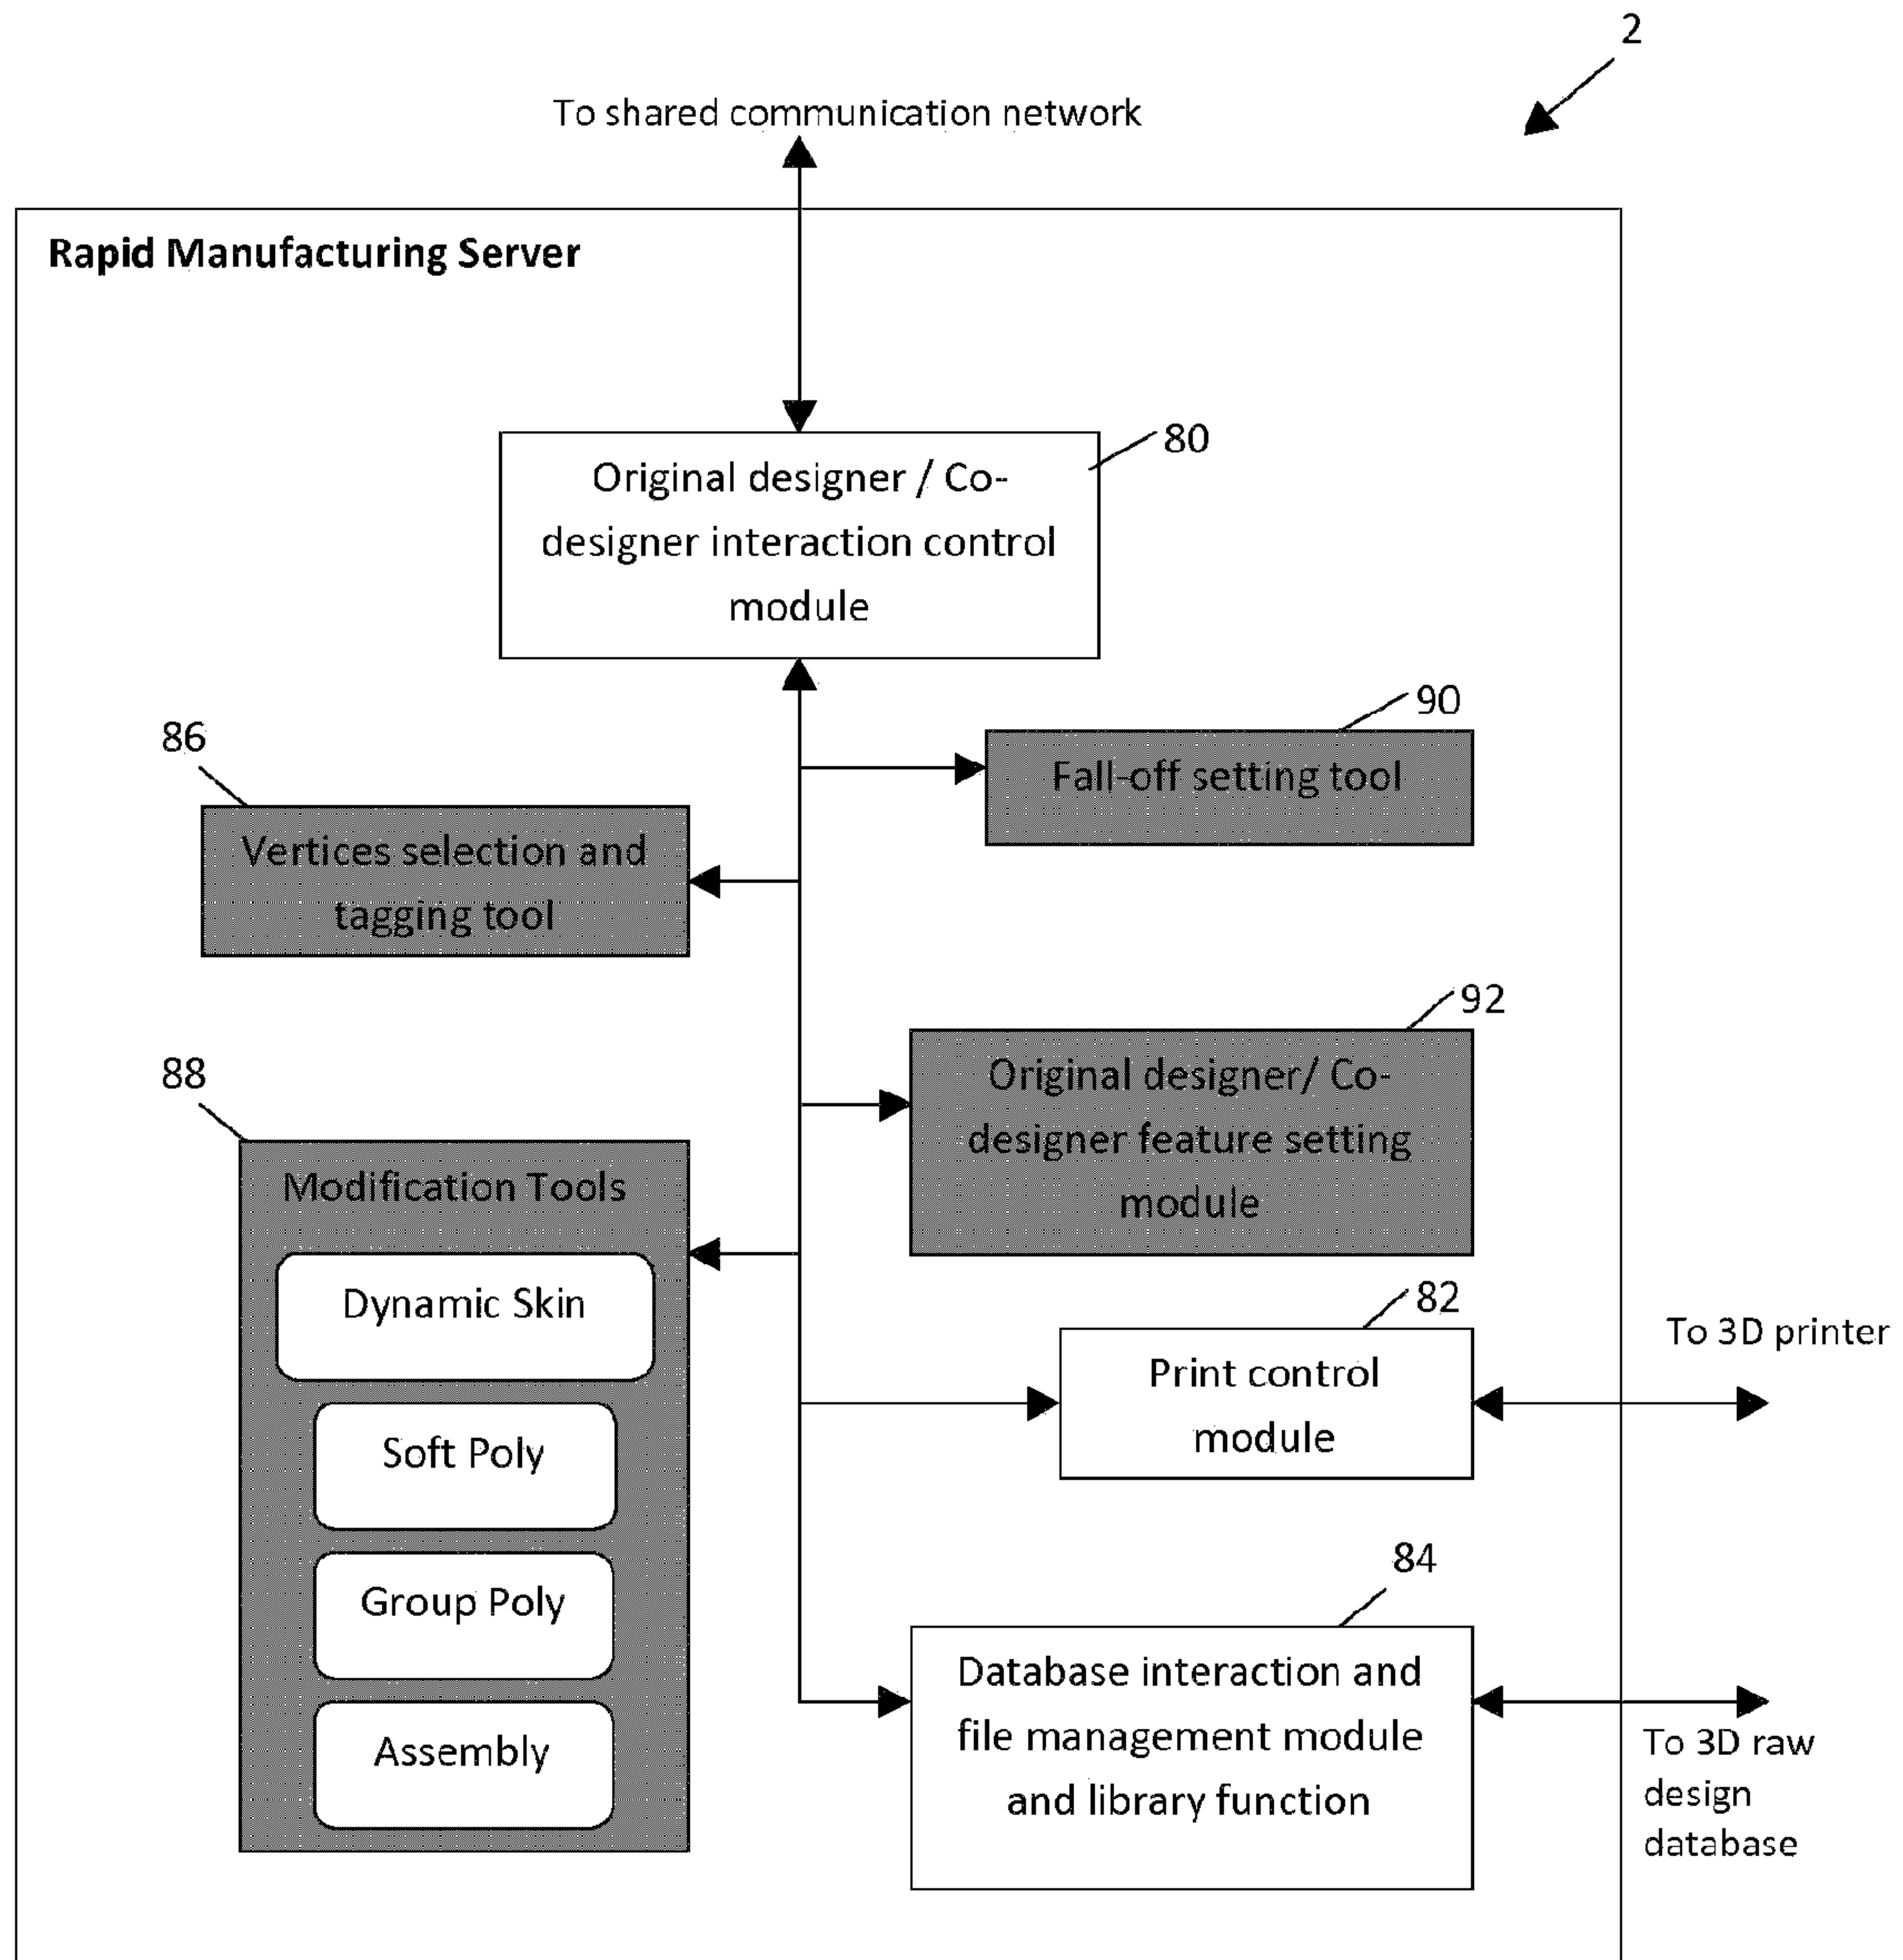 2
To shared communication network
Rapid Manufacturing Server
80
Original designer / Co-
designer interaction control
module
90
Fall-off setting tool
86
Vertices selection and
tagging tool
92
Original designer/ Co-
designer feature setting
module
88
Modification Tools
Dynamic Skin
Soft Poly
Group Poly
Assembly
82
Print control
module
To 3D printer
84
Database interaction and
file management module
and library function
To 3D raw
design
database